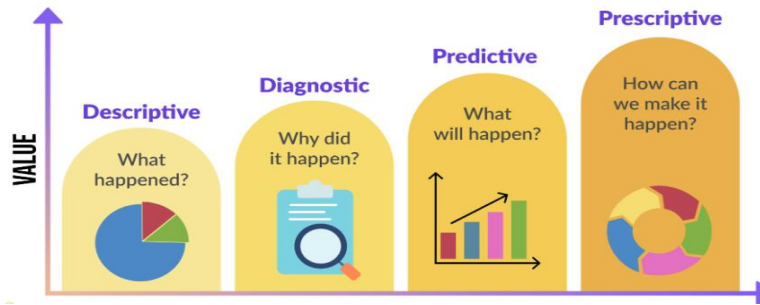 Prescriptive
Predictive
Diagnostic
Descriptive
How can
we make it
happen?
What
will happen?
Why did
it happen?
What
happened?
VALUE